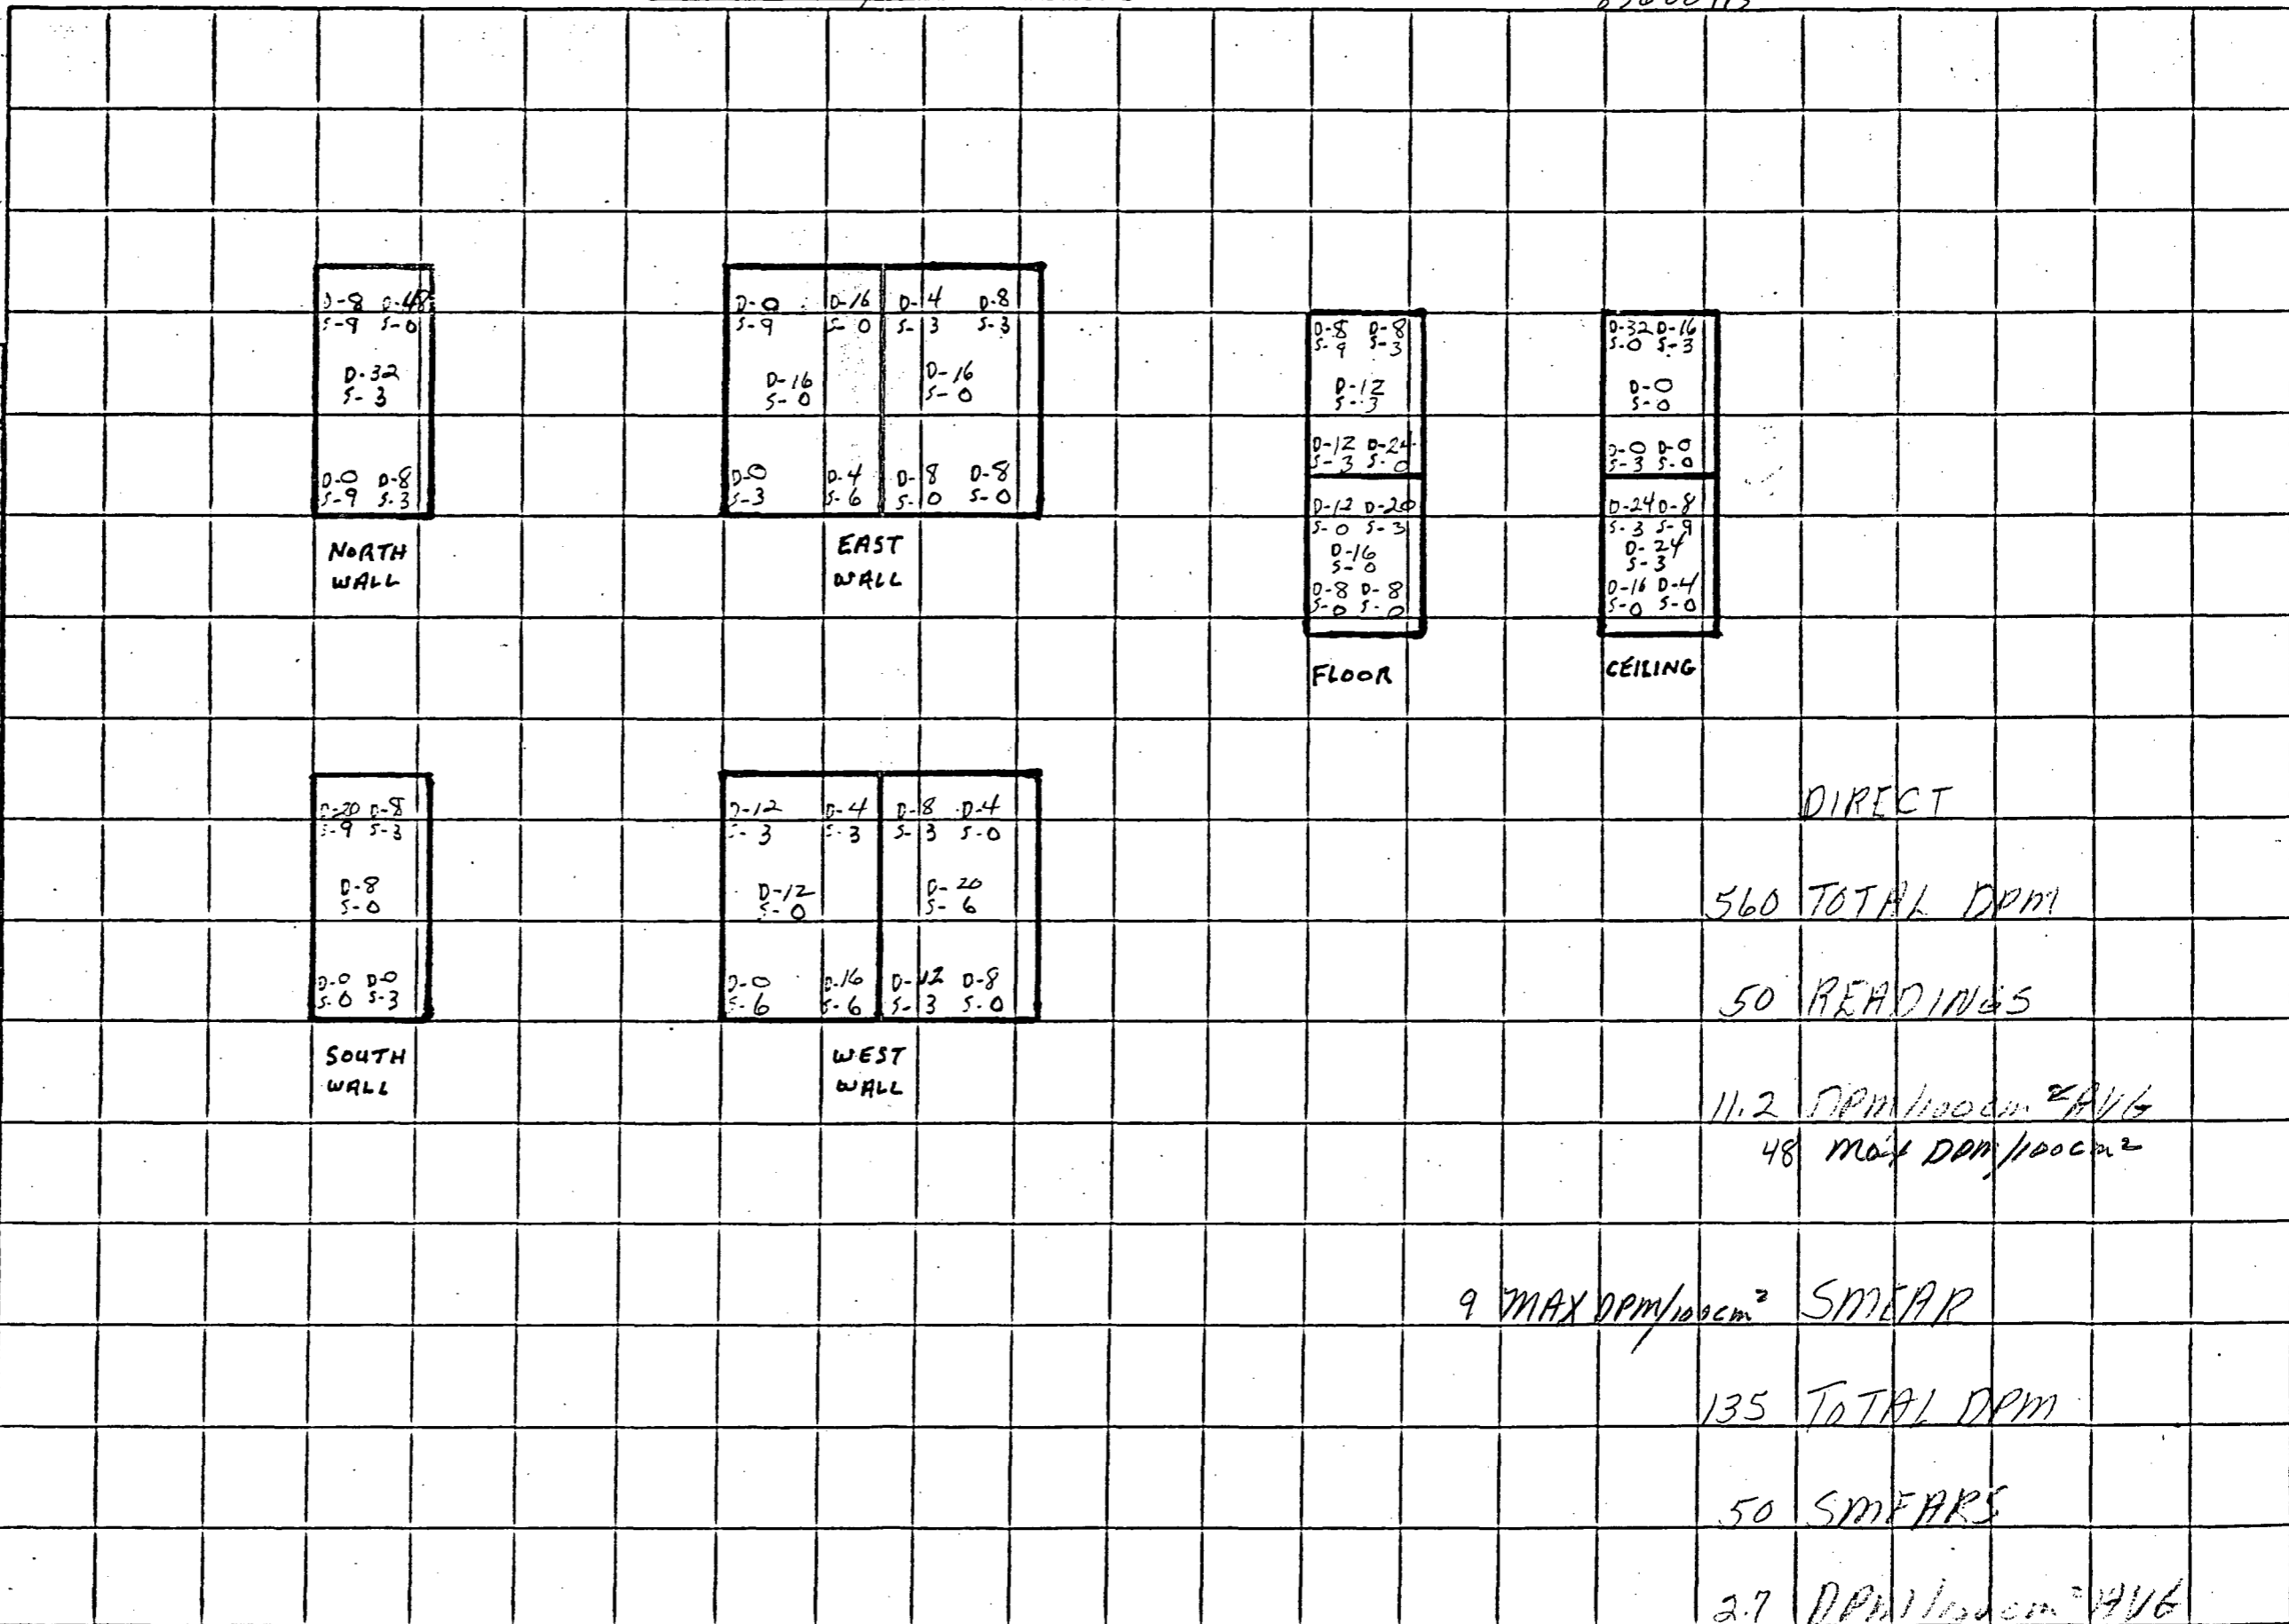 D-8 D-48
S-9 S-0
D-32
S-3
D-0 D-8
S-9 S-3
NORTH
WALL
D-0 D-16 D-4 D-8
S-9 S-0 S-3 S-3
D-16 D-16
S-0 S-0
D-0 D-4 D-8 D-8
S-3 S-6 S-0 S-0
EAST
WALL
D-8 D-8
S-9 S-3
D-12
S-3
D-12 D-24
S-3 S-0
D-12 D-20
S-0 S-3
D-16
S-0
D-8 D-8
S-0 S-0
FLOOR
D-32 D-16
S-0 S-3
D-0
S-0
D-0 D-0
S-3 S-0
D-24 D-8
S-3 S-9
D-24
S-3
D-16 D-4
S-0 S-0
CEILING
D-20 D-8
S-9 S-3
D-8
S-0
D-0 D-0
S-0 S-3
SOUTH
WALL
D-12 D-4 D-8 D-4
S-3 S-3 S-3 S-0
D-12 D-20
S-0 S-6
D-0 D-16 D-12 D-8
S-6 S-6 S-3 S-0
WEST
WALL
DIRECT
560 TOTAL DPM
50 READINGS
11.2 DPM/100cm² AVG
48 max DPM/100cm²
9 MAX DPM/100cm² SMEAR
135 TOTAL DPM
50 SMEARS
2.7 DPM/100cm² AVG